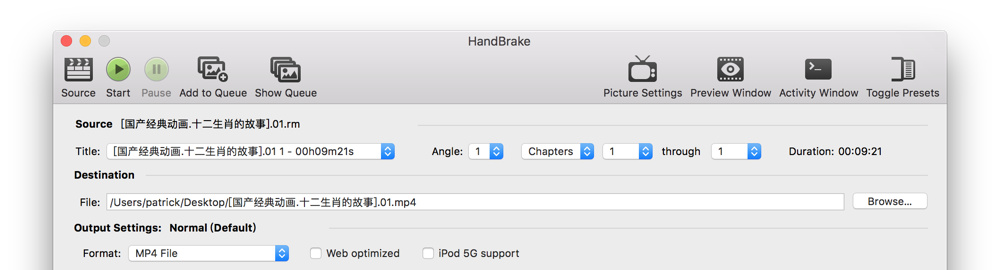 HandBrake
Source Start Pause Add to Queue Show Queue Picture Settings Preview Window Activity Window Toggle Presets
Source [国产经典动画.十二生肖的故事].01.rm
Title: [国产经典动画.十二生肖的故事].01 1 - 00h09m21s Angle: 1 Chapters 1 through 1 Duration: 00:09:21
Destination
File: /Users/patrick/Desktop/[国产经典动画.十二生肖的故事].01.mp4 Browse...
Output Settings: Normal (Default)
Format: MP4 File Web optimized iPod 5G support